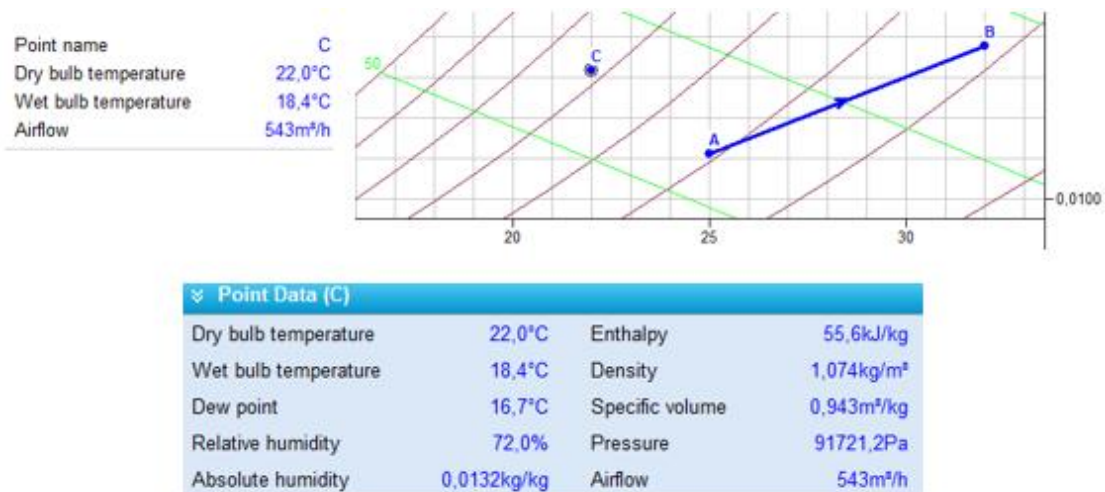 Point name C
Dry bulb temperature 22,0°C
Wet bulb temperature 18,4°C
Airflow 543m³/h
50
C
B
A
0,0100
20 25 30
Point Data (C)
Dry bulb temperature 22,0°C Enthalpy 55,6kJ/kg
Wet bulb temperature 18,4°C Density 1,074kg/m³
Dew point 16,7°C Specific volume 0,943m³/kg
Relative humidity 72,0% Pressure 91721,2Pa
Absolute humidity 0,0132kg/kg Airflow 543m³/h